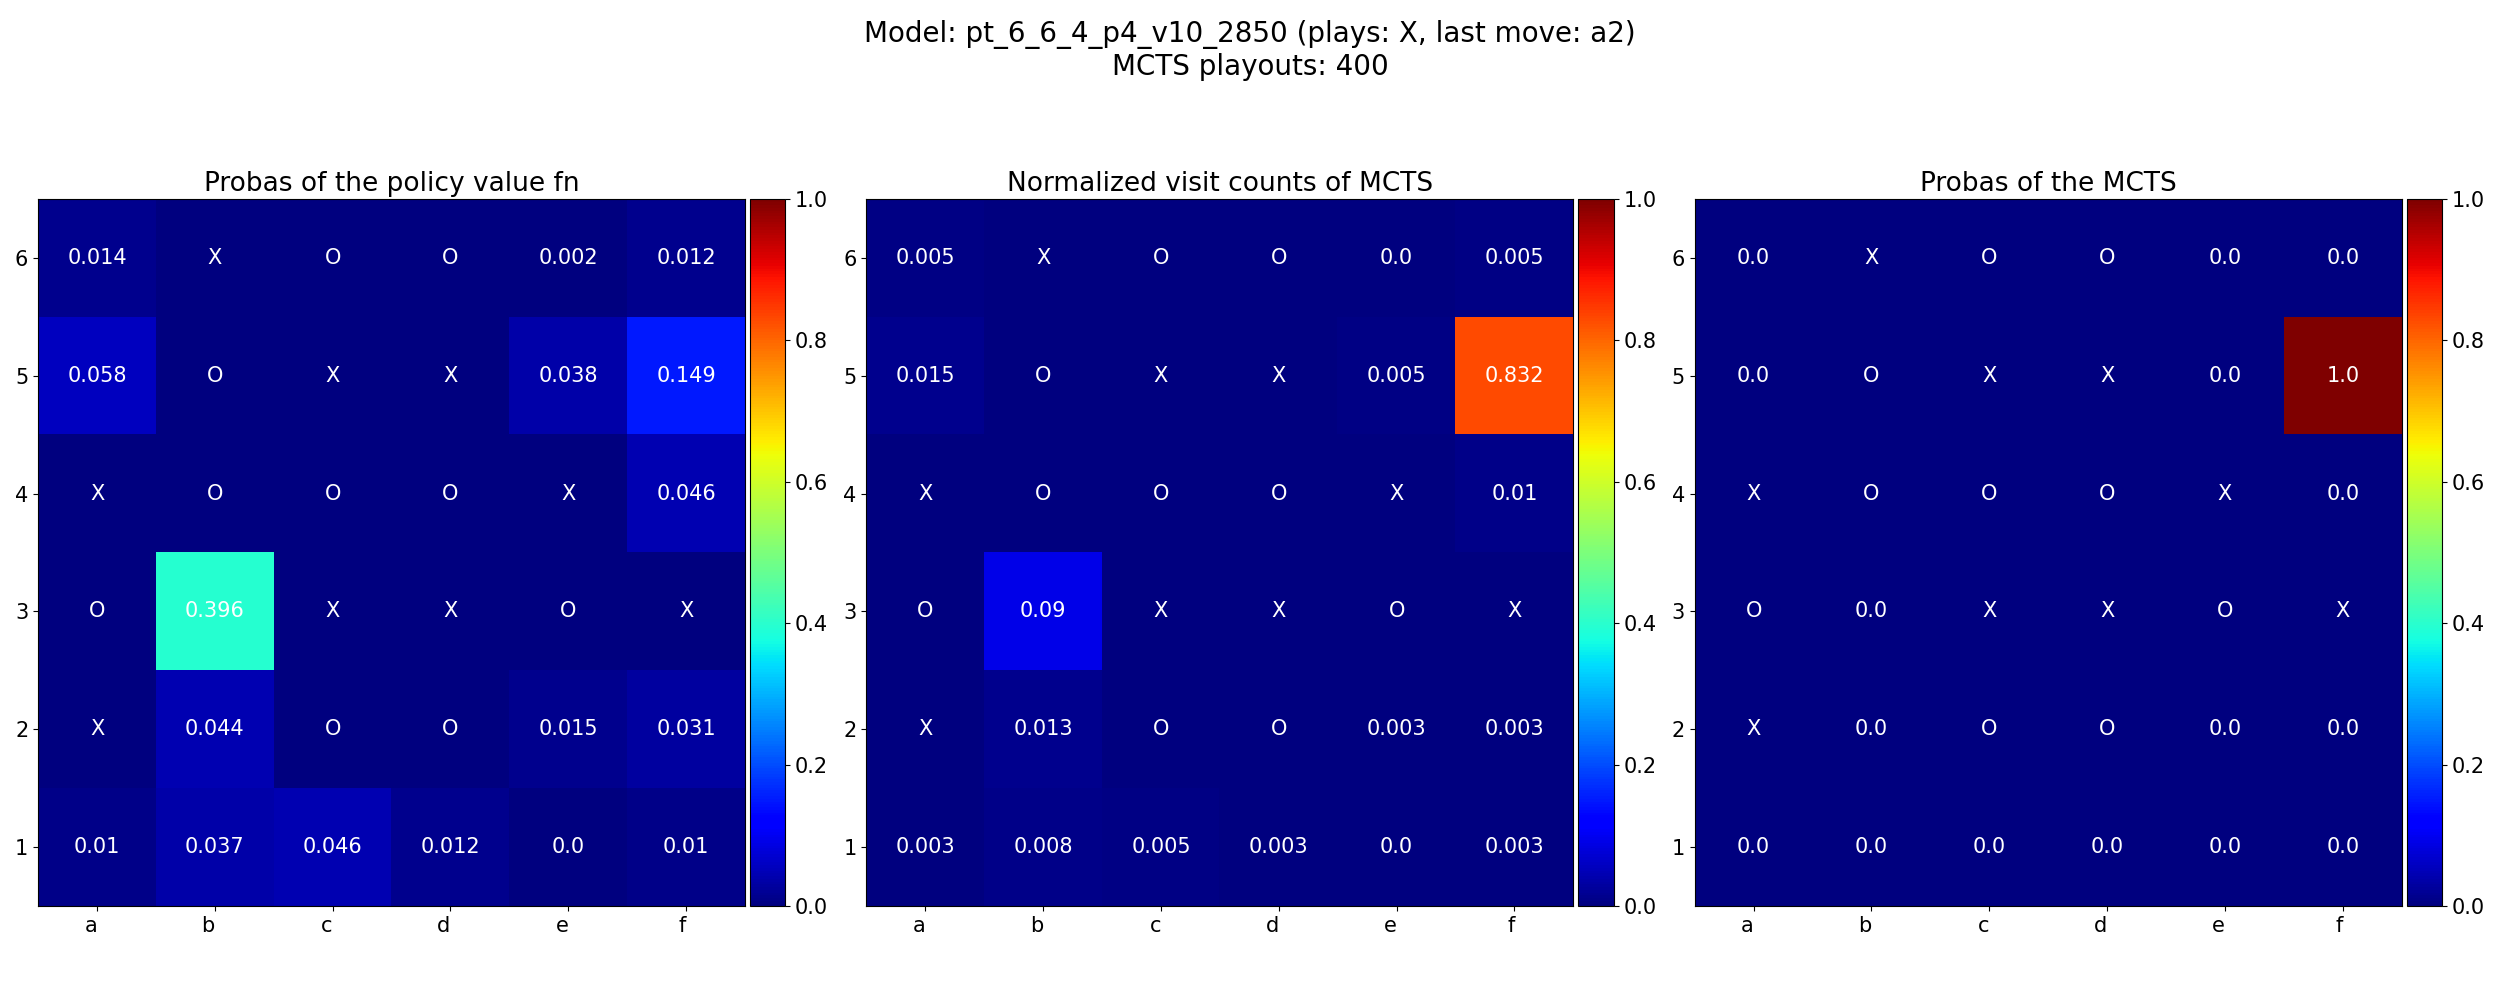 Model: pt_6_6_4_p4_v10_2850 (plays: X, last move: a2)
MCTS playouts: 400
Probas of the policy value fn
1.0
6 0.014 X O O 0.002 0.012
0.8
5 0.058 O X X 0.038 0.149
4 X O O O X 0.046
0.6
3 O 0.396 X X O X
0.4
2 X 0.044 O O 0.015 0.031
0.2
1 0.01 0.037 0.046 0.012 0.0 0.01
0.0
a b c d e f
Normalized visit counts of MCTS
1.0
6 0.005 X O O 0.0 0.005
0.8
5 0.015 O X X 0.005 0.832
4 X O O O X 0.01
0.6
3 O 0.09 X X O X
0.4
2 X 0.013 O O 0.003 0.003
0.2
1 0.003 0.008 0.005 0.003 0.0 0.003
0.0
a b c d e f
Probas of the MCTS
1.0
6 0.0 X O O 0.0 0.0
0.8
5 0.0 O X X 0.0 1.0
4 X O O O X 0.0
0.6
3 O 0.0 X X O X
0.4
2 X 0.0 O O 0.0 0.0
0.2
1 0.0 0.0 0.0 0.0 0.0 0.0
0.0
a b c d e f